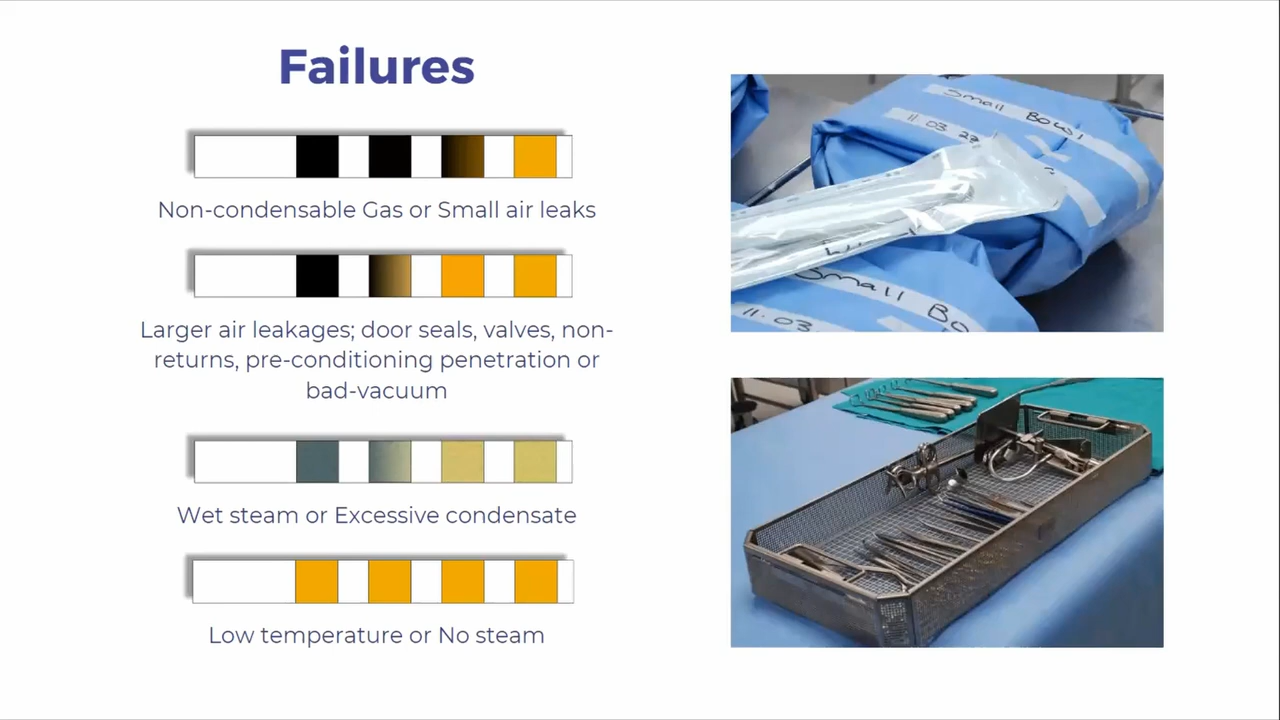 Failures
Non-condensable Gas or Small air leaks
Larger air leakages; door seals, valves, non-
returns, pre-conditioning penetration or
bad-vacuum
Wet steam or Excessive condensate
Low temperature or No steam
Small Bowl
11 03 23
Small Bo
11.03.